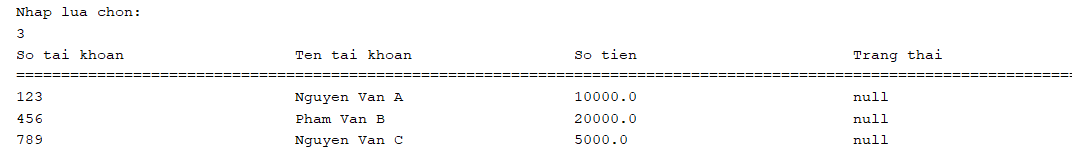 Nhap lua chon:
3
So tai khoan Ten tai khoan So tien Trang thai
=====================================================================================================================
123 Nguyen Van A 10000.0 null
456 Pham Van B 20000.0 null
789 Nguyen Van C 5000.0 null